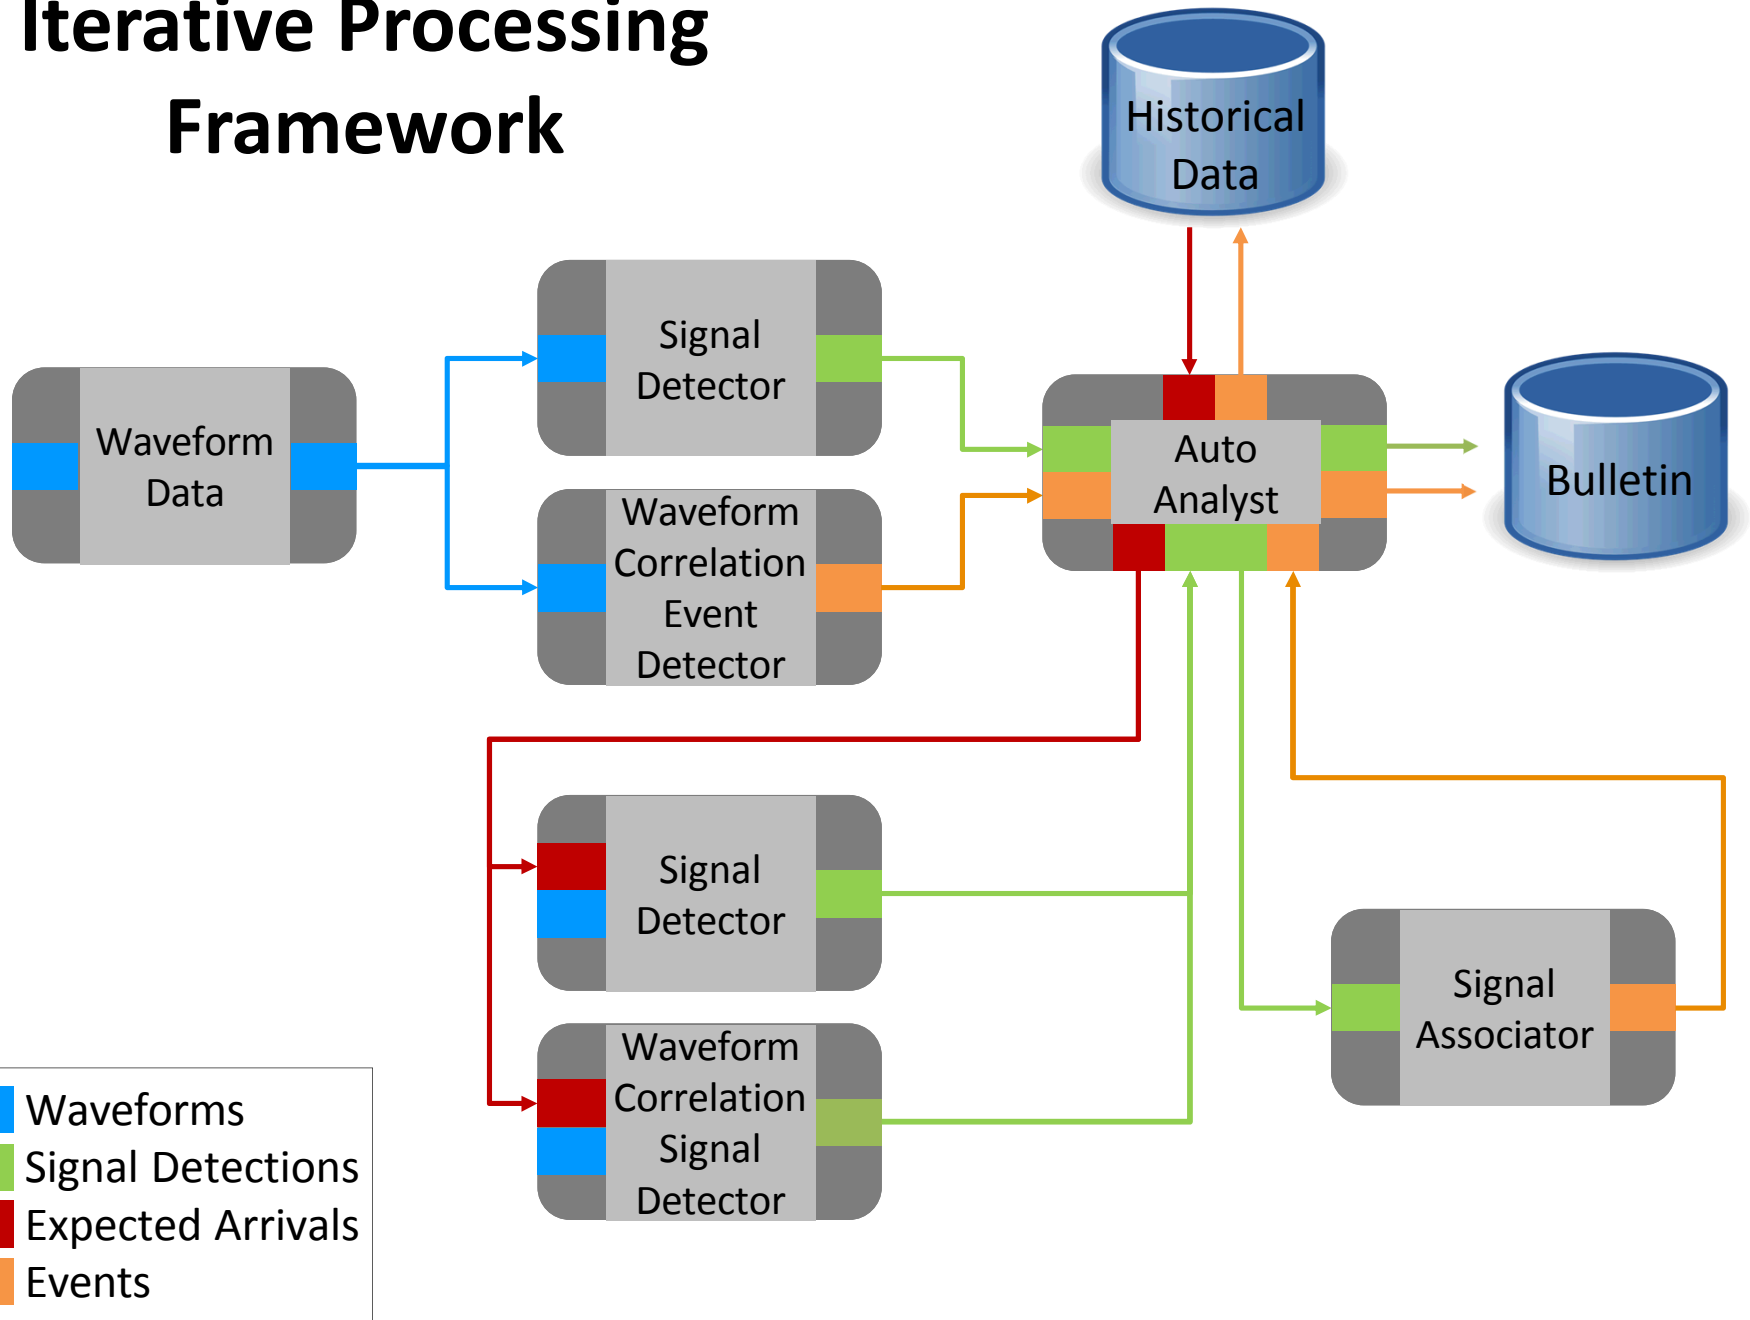 Iterative Processing
Framework
Historical
Data
Signal
Detector
Waveform
Data
Auto
Analyst
Bulletin
Waveform
Correlation
Event
Detector
Signal
Detector
Signal
Associator
Waveform
Correlation
Signal
Detector
Waveforms
Signal Detections
Expected Arrivals
Events